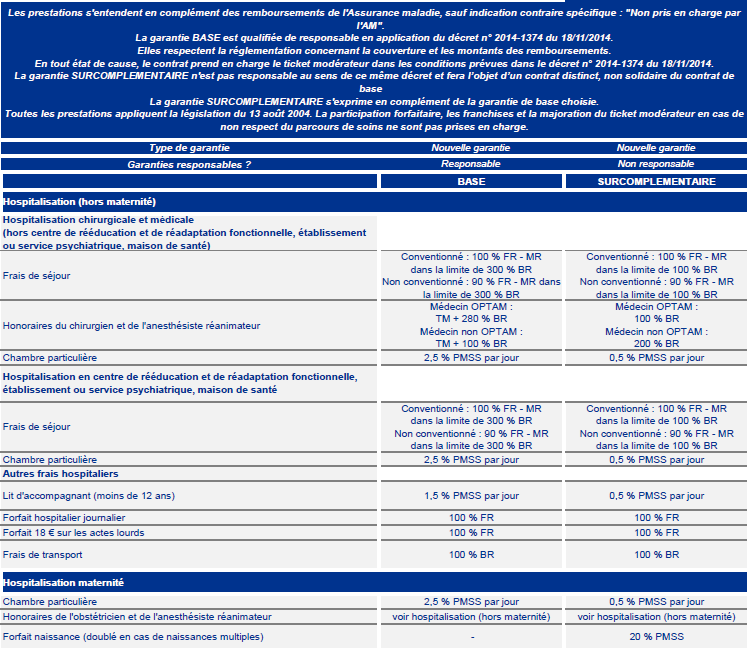 Les prestations s'entendent en complément des remboursements de l'Assurance maladie, sauf indication contraire spécifique : "Non pris en charge par
l'AM".
La garantie BASE est qualifiée de responsable en application du décret n° 2014-1374 du 18/11/2014.
Elles respectent la réglementation concernant la couverture et les montants des remboursements.
En tout état de cause, le contrat prend en charge le ticket modérateur dans les conditions prévues dans le décret n° 2014-1374 du 18/11/2014.
La garantie SURCOMPLEMENTAIRE n'est pas responsable au sens de ce même décret et fera l'objet d'un contrat distinct, non solidaire du contrat de
base
La garantie SURCOMPLEMENTAIRE s'exprime en complément de la garantie de base choisie.
Toutes les prestations appliquent la législation du 13 août 2004. La participation forfaitaire, les franchises et la majoration du ticket modérateur en cas de
non respect du parcours de soins ne sont pas prises en charge.
Type de garantie Nouvelle garantie Nouvelle garantie
Garanties responsables ? Responsable Non responsable
BASE SURCOMPLEMENTAIRE
Hospitalisation (hors maternité)
Hospitalisation chirurgicale et médicale
(hors centre de rééducation et de réadaptation fonctionnelle, établissement
ou service psychiatrique, maison de santé)
Frais de séjour
Conventionné : 100 % FR - MR
dans la limite de 300 % BR
Non conventionné : 90 % FR - MR dans
la limite de 300 % BR
Conventionné : 100 % FR - MR
dans la limite de 100 % BR
Non conventionné : 90 % FR - MR
dans la limite de 100 % BR
Honoraires du chirurgien et de l'anesthésiste réanimateur
Médecin OPTAM :
TM + 280 % BR
Médecin non OPTAM :
TM + 100 % BR
Médecin OPTAM :
100 % BR
Médecin non OPTAM :
200 % BR
Chambre particulière 2,5 % PMSS par jour 0,5 % PMSS par jour
Hospitalisation en centre de rééducation et de réadaptation fonctionnelle,
établissement ou service psychiatrique, maison de santé
Frais de séjour
Conventionné : 100 % FR - MR
dans la limite de 300 % BR
Non conventionné : 90 % FR - MR
dans la limite de 300 % BR
Conventionné : 100 % FR - MR
dans la limite de 100 % BR
Non conventionné : 90 % FR - MR
dans la limite de 100 % BR
Chambre particulière 2,5 % PMSS par jour 0,5 % PMSS par jour
Autres frais hospitaliers
Lit d'accompagnant (moins de 12 ans) 1,5 % PMSS par jour 0,5 % PMSS par jour
Forfait hospitalier journalier 100 % FR 100 % FR
Forfait 18 € sur les actes lourds 100 % FR 100 % FR
Frais de transport 100 % BR 100 % BR
Hospitalisation maternité
Chambre particulière 2,5 % PMSS par jour 0,5 % PMSS par jour
Honoraires de l'obstétricien et de l'anesthésiste réanimateur voir hospitalisation (hors maternité) voir hospitalisation (hors maternité)
Forfait naissance (doublé en cas de naissances multiples) - 20 % PMSS